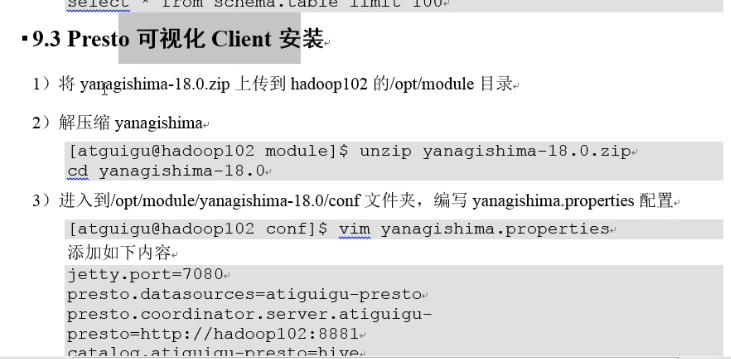 select * from schema.table limit 100
9.3 Presto 可视化 Client 安装
1）将 yanagishima-18.0.zip 上传到 hadoop102 的/opt/module 目录
2）解压缩 yanagishima
[atguigu@hadoop102 module]$ unzip yanagishima-18.0.zip
cd yanagishima-18.0
3）进入到/opt/module/yanagishima-18.0/conf 文件夹，编写 yanagishima.properties 配置
[atguigu@hadoop102 conf]$ vim yanagishima.properties
添加如下内容
jetty.port=7080
presto.datasources=atiguigu-presto
presto.coordinator.server.atiguigu-
presto=http://hadoop102:8881
catalog.atiguigu-presto=hive